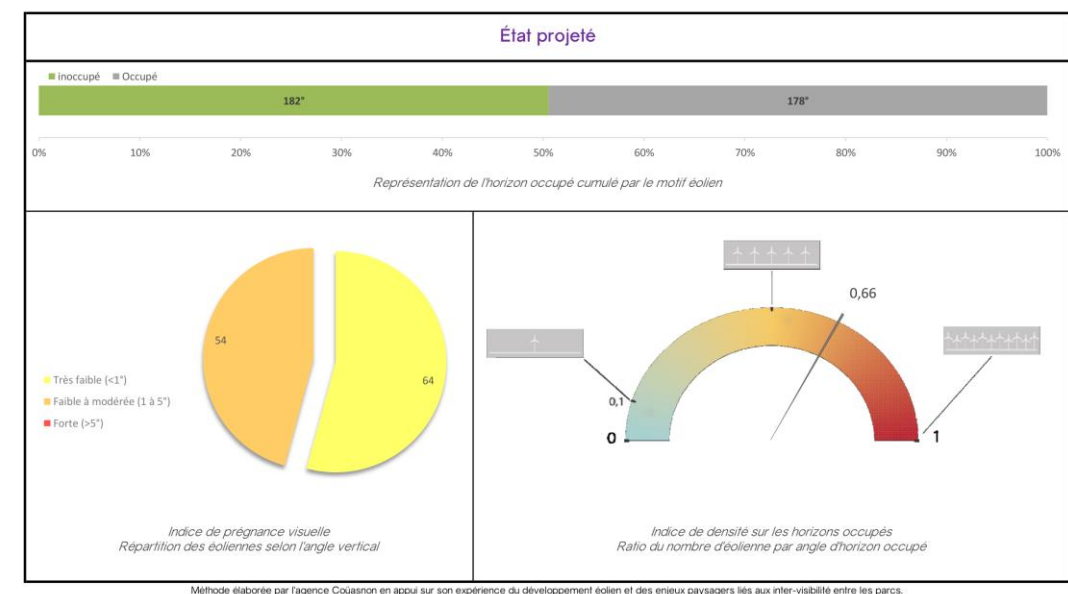 État projeté
inoccupé Occupé
182° 178°
0% 10% 20% 30% 40% 50% 60% 70% 80% 90% 100%
Représentation de l'horizon occupé cumulé par le motif éolien
54
64
Très faible (<1°)
Faible à modérée (1 à 5°)
Forte (>5°)
Indice de prégnance visuelle
Répartition des éoliennes selon l'angle vertical
0,66
0,1
0
1
Indice de densité sur les horizons occupés
Ratio du nombre d'éolienne par angle d'horizon occupé
Méthode élaborée par l'agence Coüasnon en appui sur son expérience du développement éolien et des enjeux paysagers liés aux inter-visibilité entre les parcs.